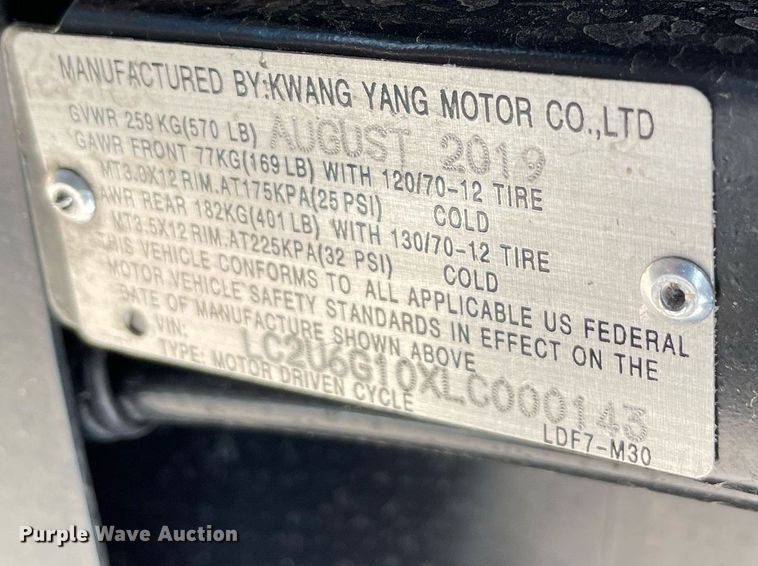 MANUFACTURED BY:KWANG YANG MOTOR CO.,LTD
AUGUST 2019
GVWR 259 KG(570 LB)
GAWR FRONT 77KG(169 LB) WITH 120/70-12 TIRE
MT3.0X12 RIM.AT175KPA(25 PSI) COLD
AWR REAR 182KG(401 LB) WITH 130/70-12 TIRE
MT3.5X12 RIM.AT225KPA(32 PSI) COLD
THIS VEHICLE CONFORMS TO ALL APPLICABLE US FEDERAL
MOTOR VEHICLE SAFETY STANDARDS IN EFFECT ON THE
DATE OF MANUFACTURE SHOWN ABOVE
VIN: LC2U6G10XLC000143
TYPE: MOTOR DRIVEN CYCLE
LDF7-M30
Purple Wave Auction